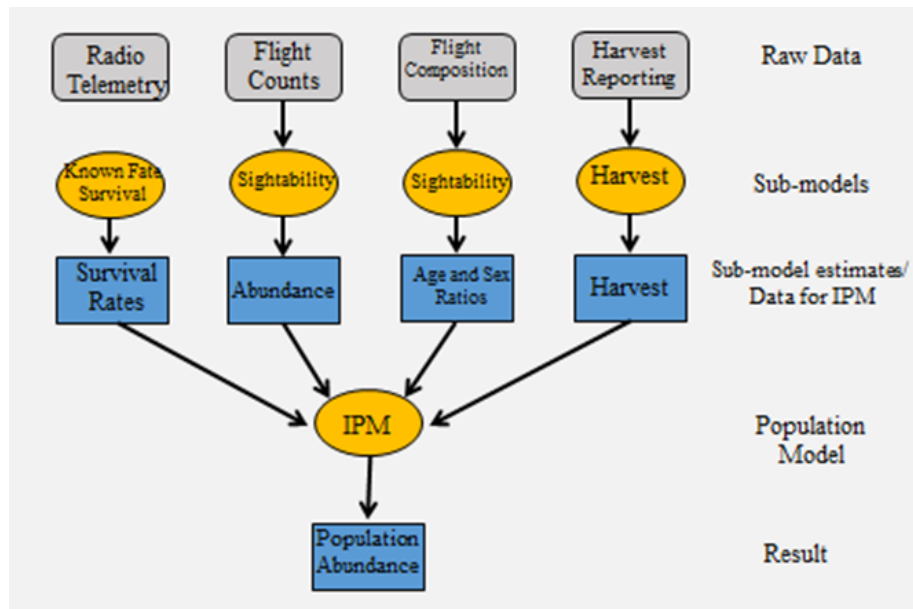 Radio
Telemetry
Flight
Counts
Flight
Composition
Harvest
Reporting
Raw Data
Known Fate
Survival
Sightability
Sightability
Harvest
Sub-models
Survival
Rates
Abundance
Age and Sex
Ratios
Harvest
Sub-model estimates/
Data for IPM
IPM
Population
Model
Population
Abundance
Result